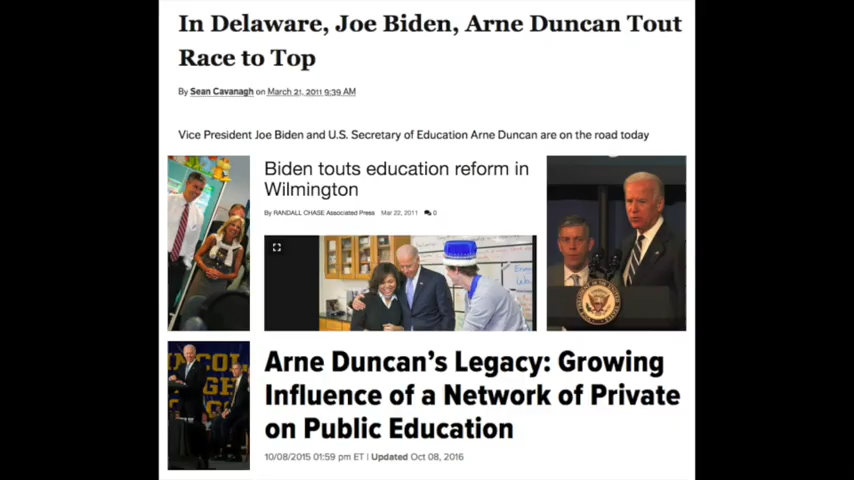 In Delaware, Joe Biden, Arne Duncan Tout
Race to Top
By Sean Cavanagh on March 21, 2011 9:39 AM
Vice President Joe Biden and U.S. Secretary of Education Arne Duncan are on the road today
Biden touts education reform in
Wilmington
By RANDALL CHASE Associated Press Mar 22, 2011 0
Arne Duncan's Legacy: Growing
Influence of a Network of Private
on Public Education
10/08/2015 01:59 pm ET | Updated Oct 08, 2016